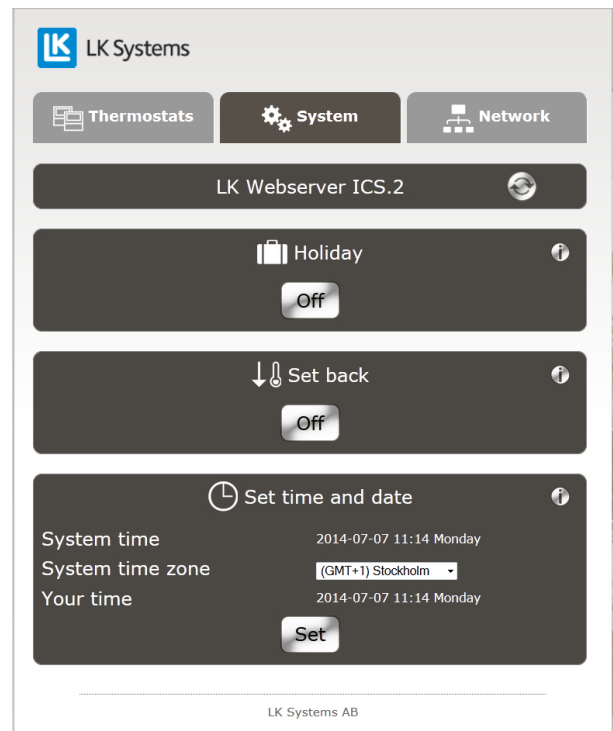 LK LK Systems
Thermostats System Network
LK Webserver ICS.2
Holiday i
Off
Set back i
Off
Set time and date i
System time 2014-07-07 11:14 Monday
System time zone (GMT+1) Stockholm
Your time 2014-07-07 11:14 Monday
Set
LK Systems AB